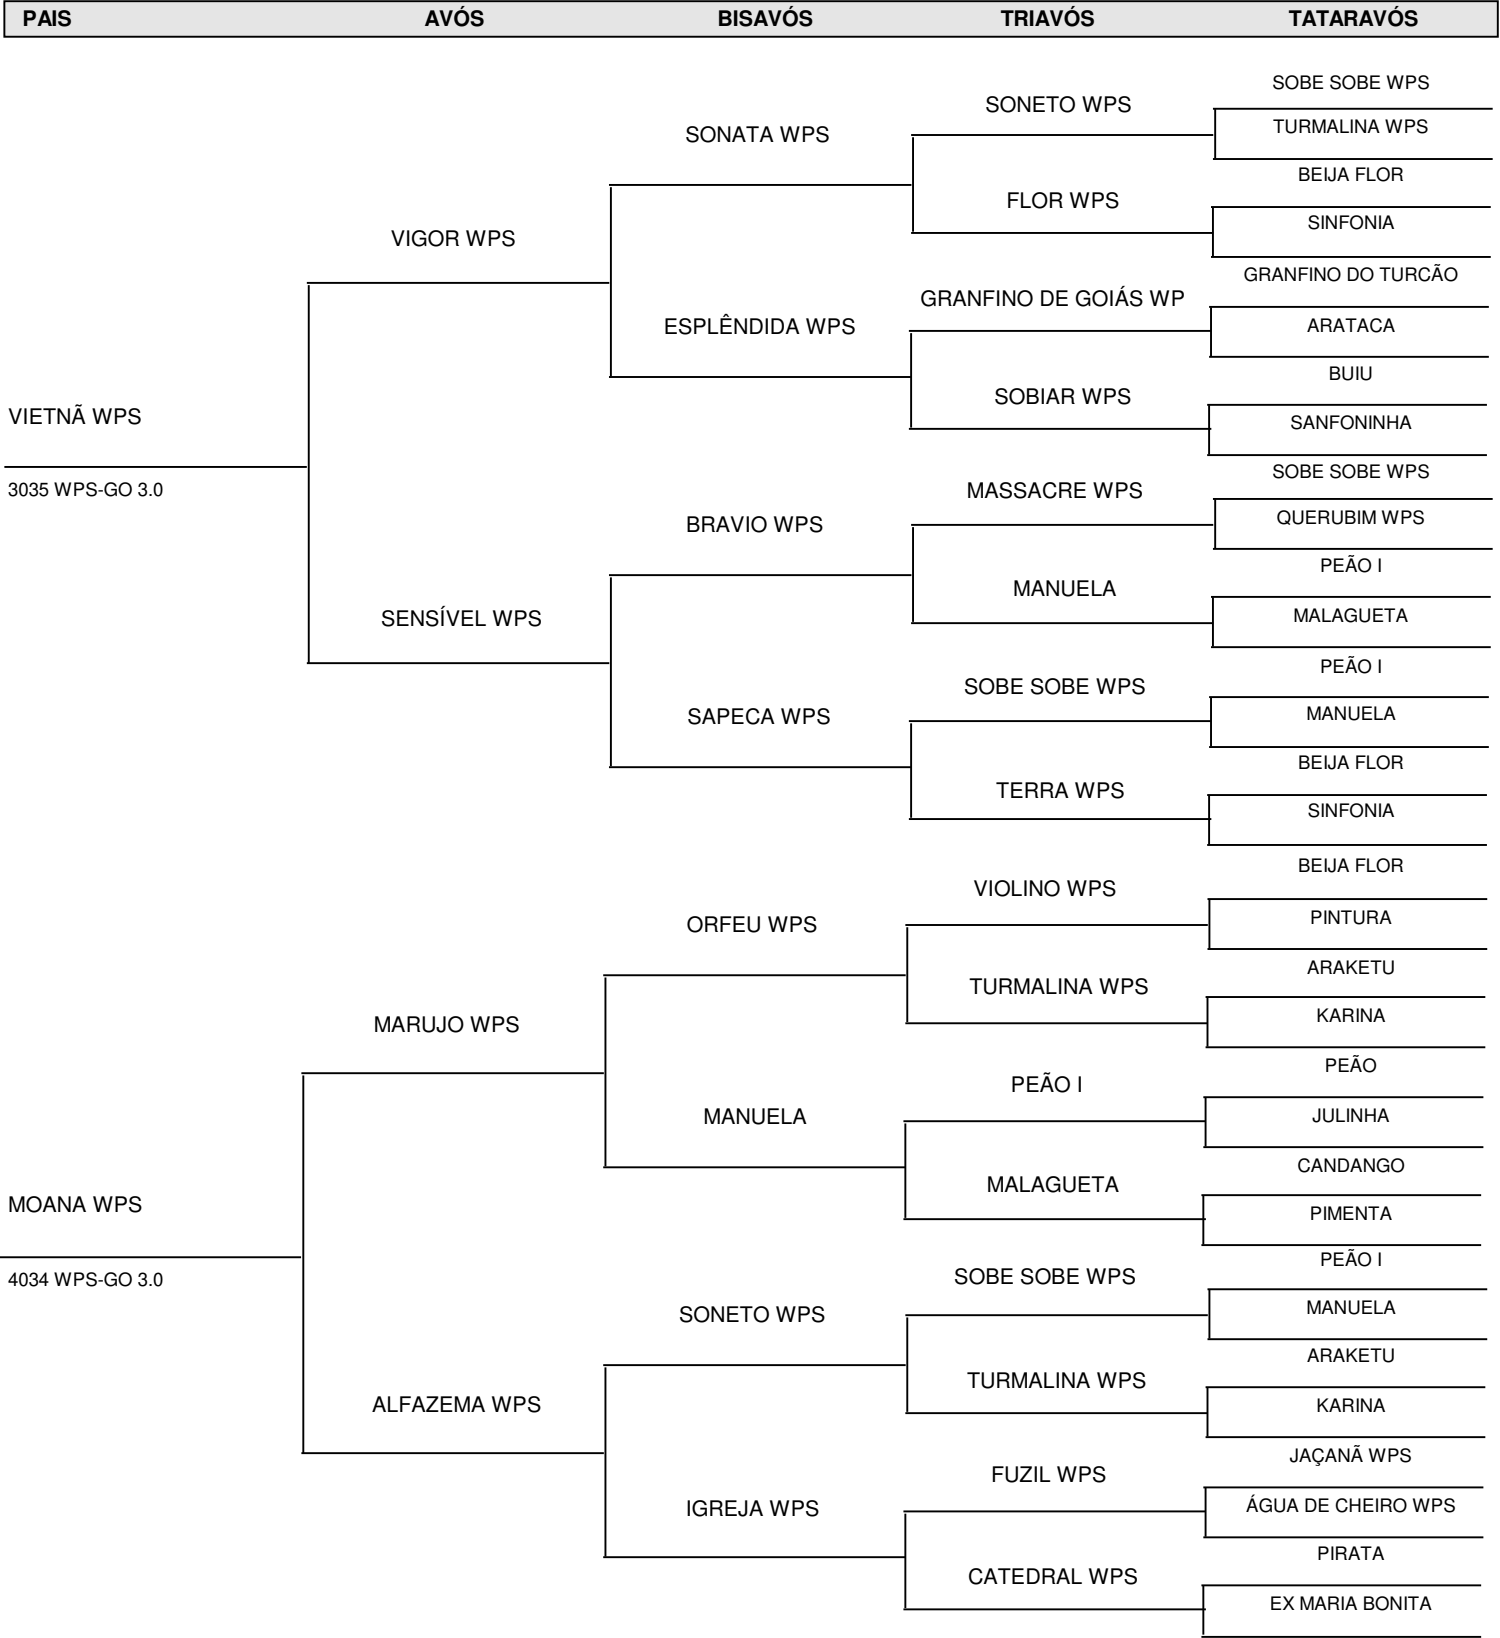 PAIS AVÓS BISAVÓS TRIAVÓS TATARAVÓS
SOBE SOBE WPS
SONETO WPS
TURMALINA WPS
SONATA WPS
BEIJA FLOR
FLOR WPS
SINFONIA
VIGOR WPS
GRANFINO DO TURCÃO
GRANFINO DE GOIÁS WP
ARATACA
ESPLÊNDIDA WPS
BUIU
SOBIAR WPS
SANFONINHA
VIETNÃ WPS
3035 WPS-GO 3.0
SOBE SOBE WPS
MASSACRE WPS
QUERUBIM WPS
BRAVIO WPS
PEÃO I
MANUELA
MALAGUETA
SENSÍVEL WPS
PEÃO I
SOBE SOBE WPS
MANUELA
SAPECA WPS
BEIJA FLOR
TERRA WPS
SINFONIA
BEIJA FLOR
VIOLINO WPS
PINTURA
ORFEU WPS
ARAKETU
TURMALINA WPS
KARINA
MARUJO WPS
PEÃO
PEÃO I
JULINHA
MANUELA
CANDANGO
MALAGUETA
PIMENTA
MOANA WPS
4034 WPS-GO 3.0
PEÃO I
SOBE SOBE WPS
MANUELA
SONETO WPS
ARAKETU
TURMALINA WPS
KARINA
ALFAZEMA WPS
JAÇANÃ WPS
FUZIL WPS
ÁGUA DE CHEIRO WPS
IGREJA WPS
PIRATA
CATEDRAL WPS
EX MARIA BONITA